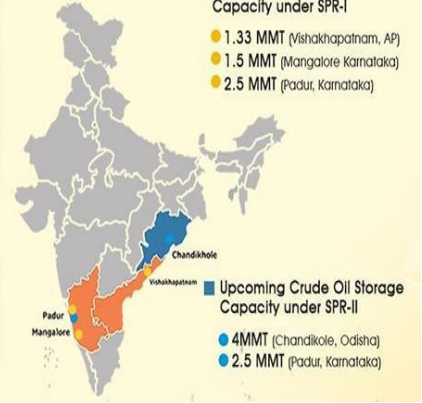 Capacity under SPR-I
1.33 MMT (Vishakhapatnam, AP)
1.5 MMT (Mangalore Karnataka)
2.5 MMT (Padur, Karnataka)
Chandikhole
Vishakhapatnam
Padur
Mangalore
Upcoming Crude Oil Storage
Capacity under SPR-II
4MMT (Chandikole, Odisha)
2.5 MMT (Padur, Karnataka)